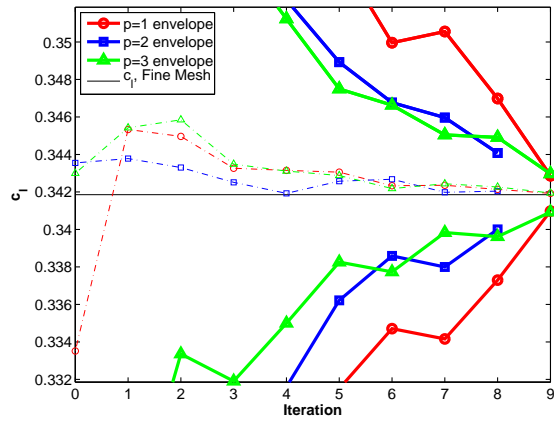 p=1 envelope
p=2 envelope
p=3 envelope
c_l, Fine Mesh
0.35
0.348
0.346
0.344
0.342
0.34
0.338
0.336
0.334
0.332
c_l
0 1 2 3 4 5 6 7 8 9
Iteration